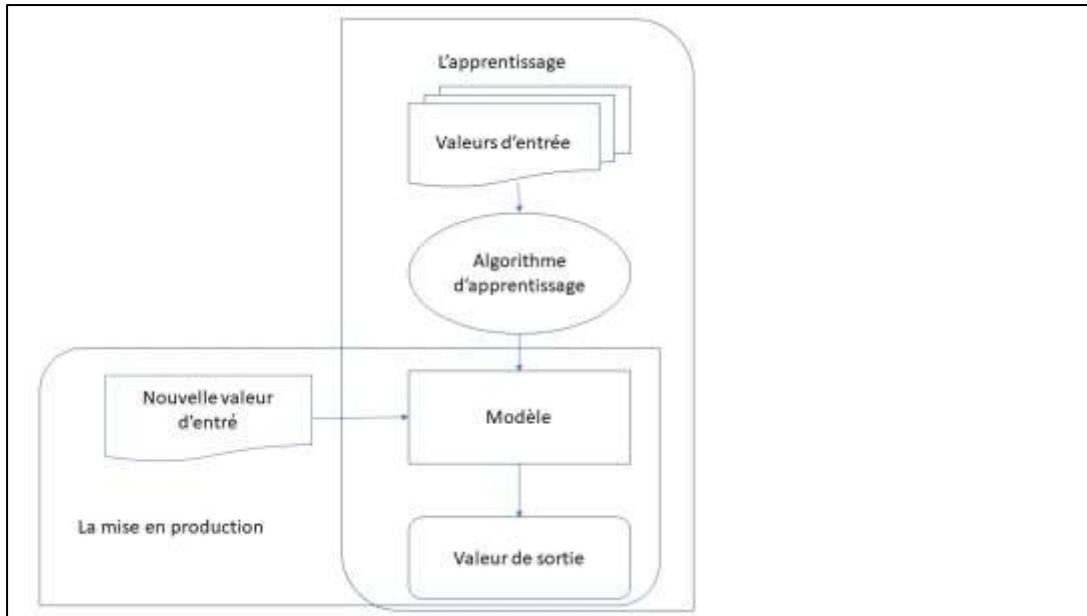 L'apprentissage
Valeurs d'entrée
Algorithme
d'apprentissage
Nouvelle valeur
d'entré
Modèle
La mise en production
Valeur de sortie